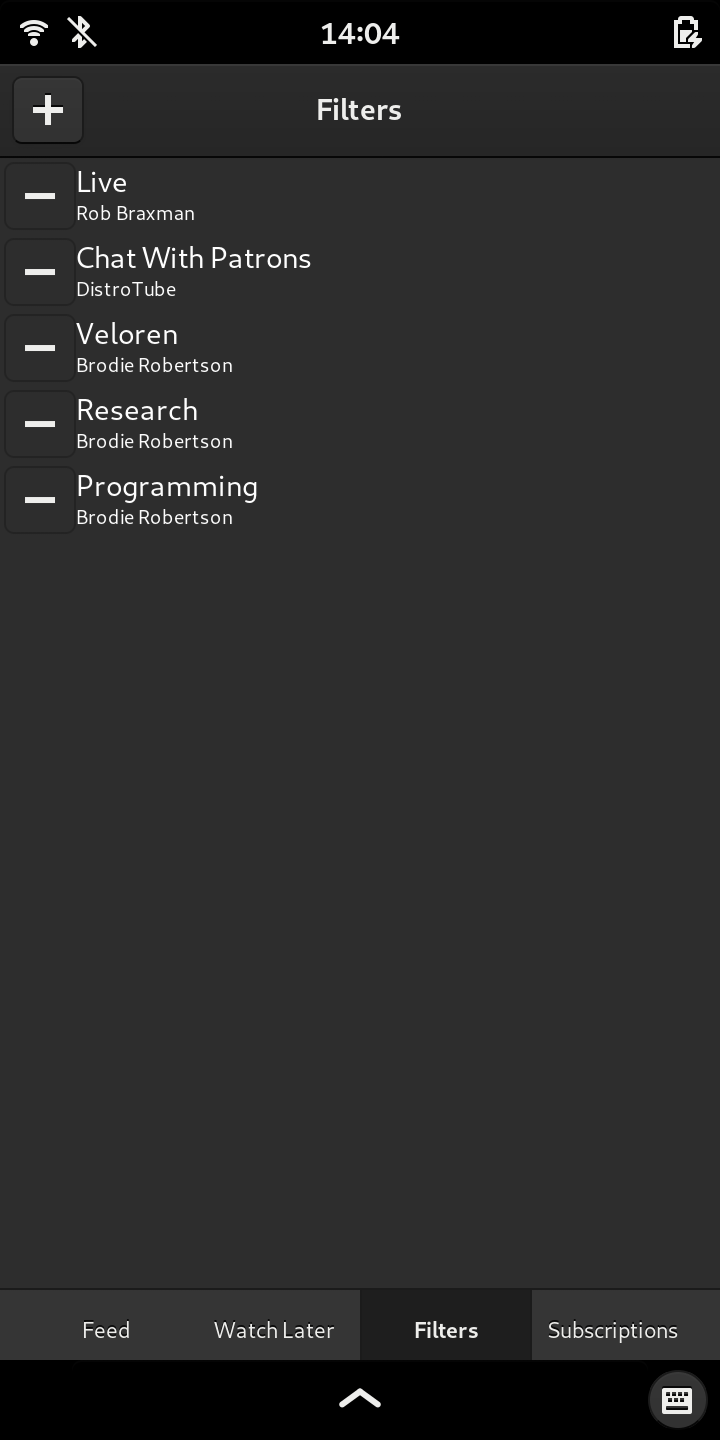 14:04
Filters
Live
Rob Braxman
Chat With Patrons
DistroTube
Veloren
Brodie Robertson
Research
Brodie Robertson
Programming
Brodie Robertson
Feed Watch Later Filters Subscriptions